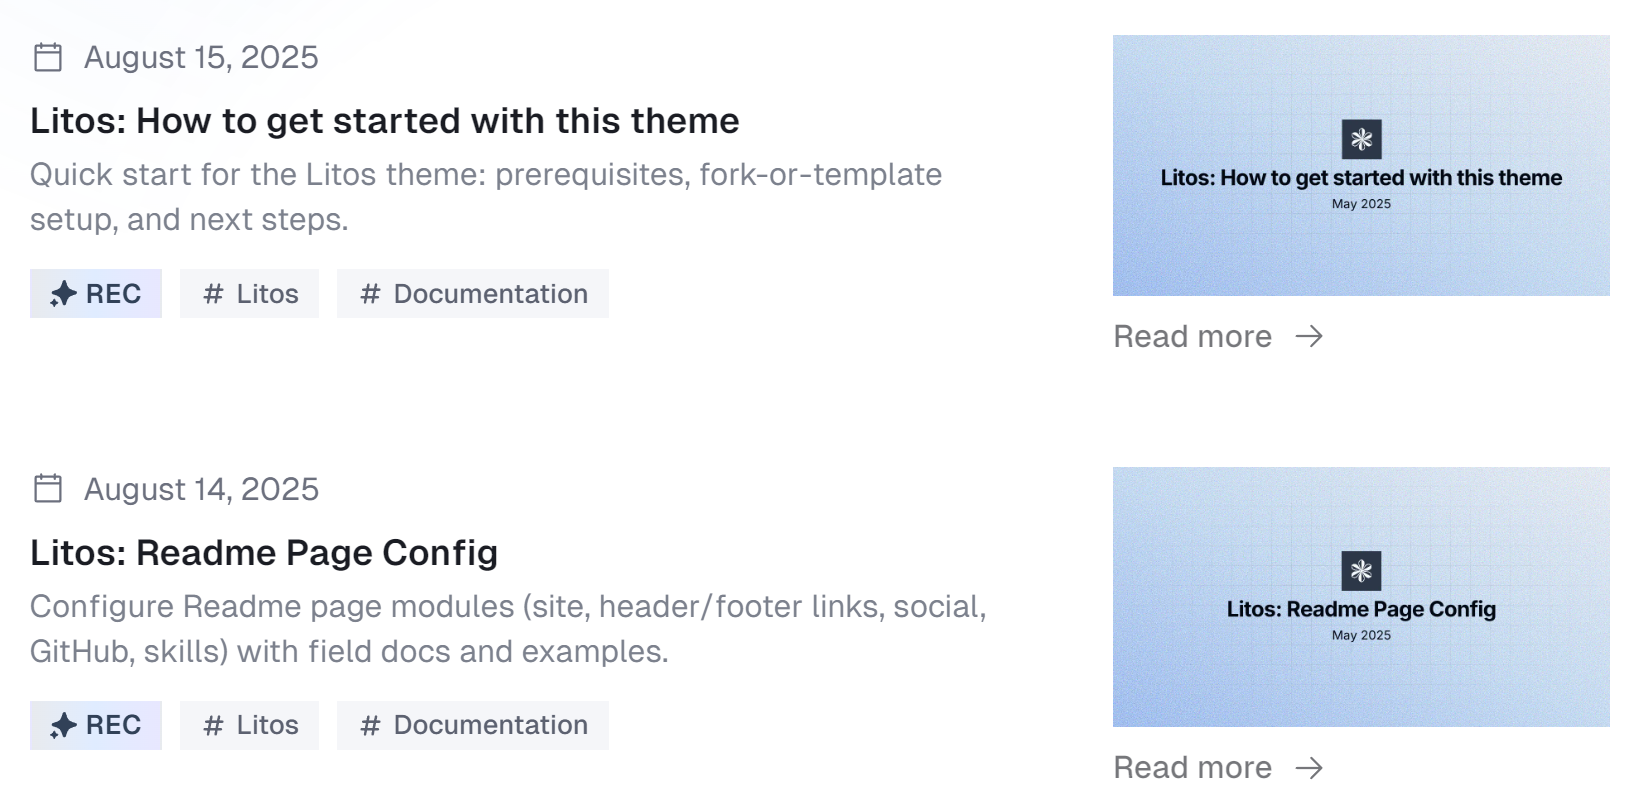 August 15, 2025
Litos: How to get started with this theme
Quick start for the Litos theme: prerequisites, fork-or-template
setup, and next steps.
REC # Litos # Documentation
Litos: How to get started with this theme
May 2025
Read more →
August 14, 2025
Litos: Readme Page Config
Configure Readme page modules (site, header/footer links, social,
GitHub, skills) with field docs and examples.
REC # Litos # Documentation
Litos: Readme Page Config
May 2025
Read more →